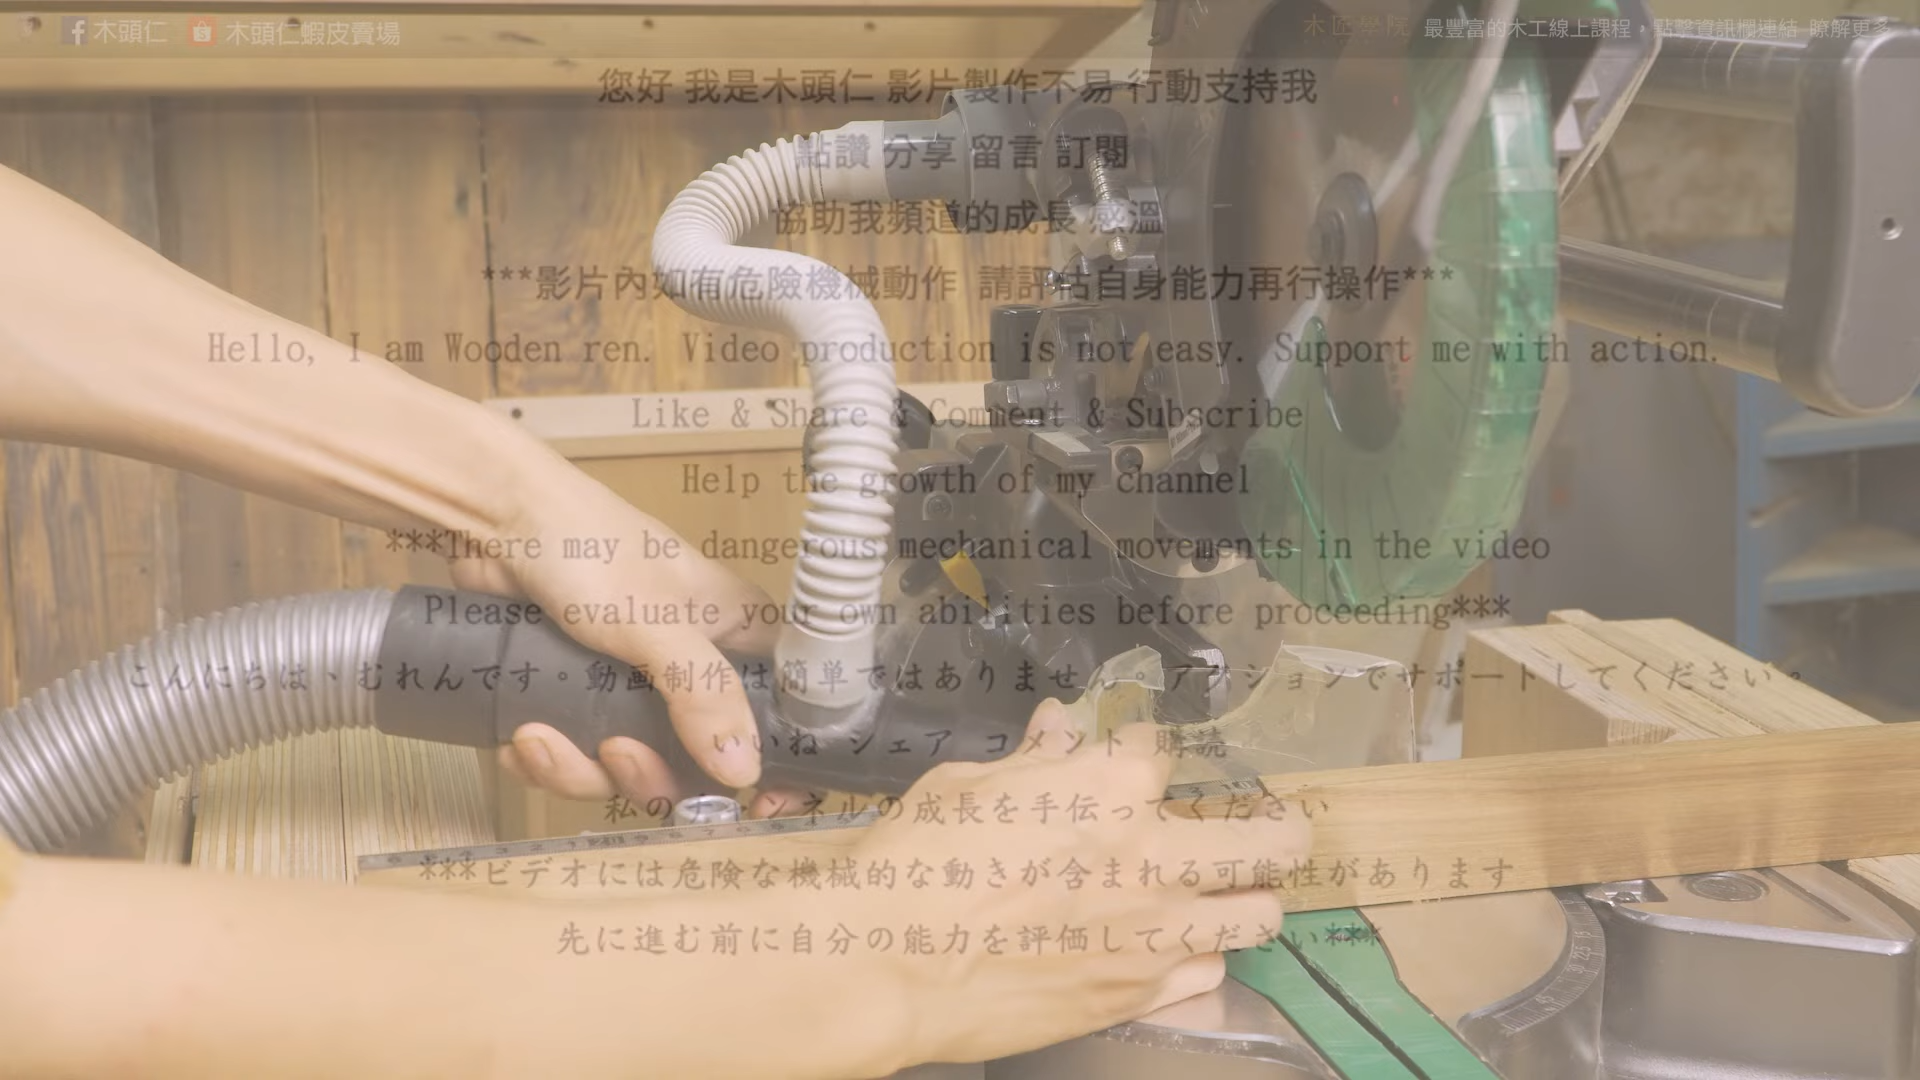 木頭仁 木頭仁蝦皮賣場 木匠學院 最豐富的木工線上課程，點擊資訊欄連結 瞭解更多
您好 我是木頭仁 影片製作不易 行動支持我
點讚 分享 留言 訂閱
協助我頻道的成長 感溫
***影片內如有危險機械動作 請評估自身能力再行操作***
Hello, I am Wooden ren. Video production is not easy. Support me with action.
Like & Share & Comment & Subscribe
Help the growth of my channel
***There may be dangerous mechanical movements in the video
Please evaluate your own abilities before proceeding***
こんにちは、むれんです。動画制作は簡単ではありません。アクションでサポートしてください。
いいね シェア コメント 購読
私のチャンネルの成長を手伝ってください
***ビデオには危険な機械的な動きが含まれる可能性があります
先に進む前に自分の能力を評価してください***